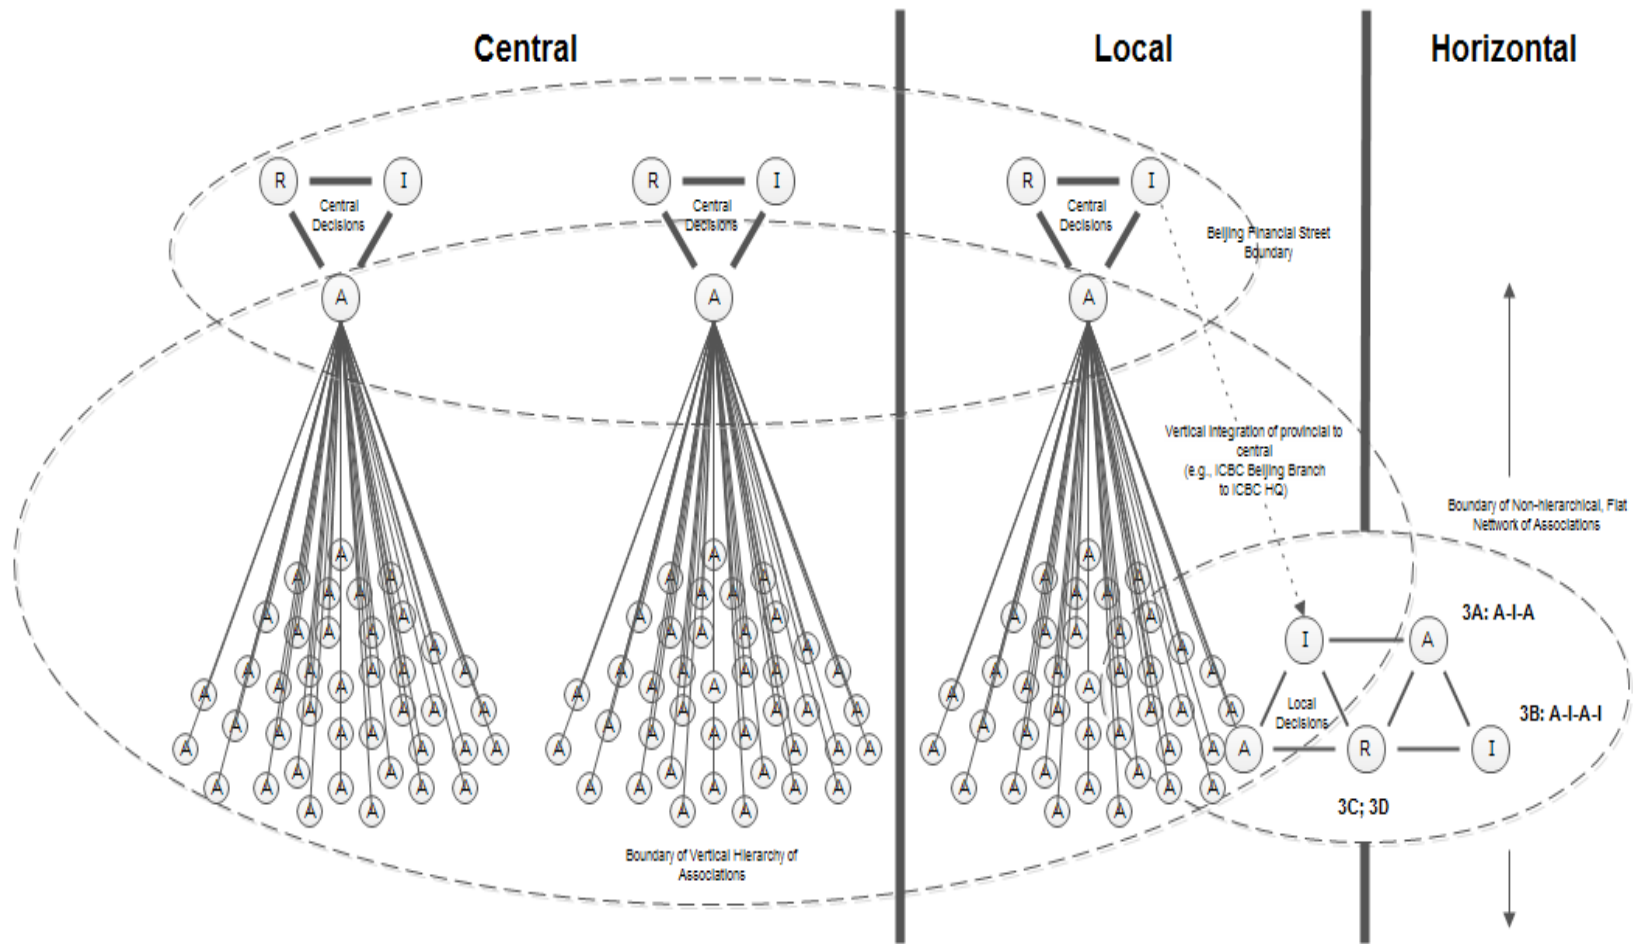 Central
Local
Horizontal
R I
Central
Decisions
A
R I
Central
Decisions
A
R I
Central
Decisions
A
Beijing Financial Street
Boundary
Vertical Integration of provincial to
central
(e.g., ICBC Beijing Branch
to ICBC HQ)
Boundary of Non-hierarchical, Flat
Nettwork of Associations
A A A
A A A A A A
A A A A A A
A A A A A A
A A A A A A A A A
A A A
A A A A A A A A A A A A A A A
A A A A A A
A A A
A A A A A A A A A A A A
A A A
A A A A A A A A A
A A A A A A A A A A A A
A A A A A A
A A A A A A A A A A A A A A A
A A A A A A
I A
3A: A-I-A
Local
Decisions
3B: A-I-A-I
A R I
3C; 3D
Boundary of Vertical Hierarchy of
Associations